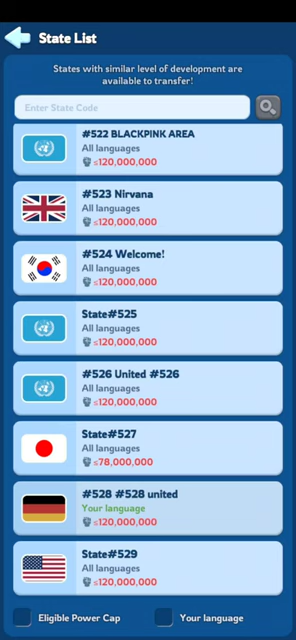 State List
States with similar level of development are
available to transfer!
Enter State Code
#522 BLACKPINK AREA
All languages
≤120,000,000
#523 Nirvana
All languages
≤120,000,000
#524 Welcome!
All languages
≤120,000,000
State#525
All languages
≤120,000,000
#526 United #526
All languages
≤120,000,000
State#527
All languages
≤78,000,000
#528 #528 united
Your language
≤120,000,000
State#529
All languages
≤120,000,000
Eligible Power Cap
Your language